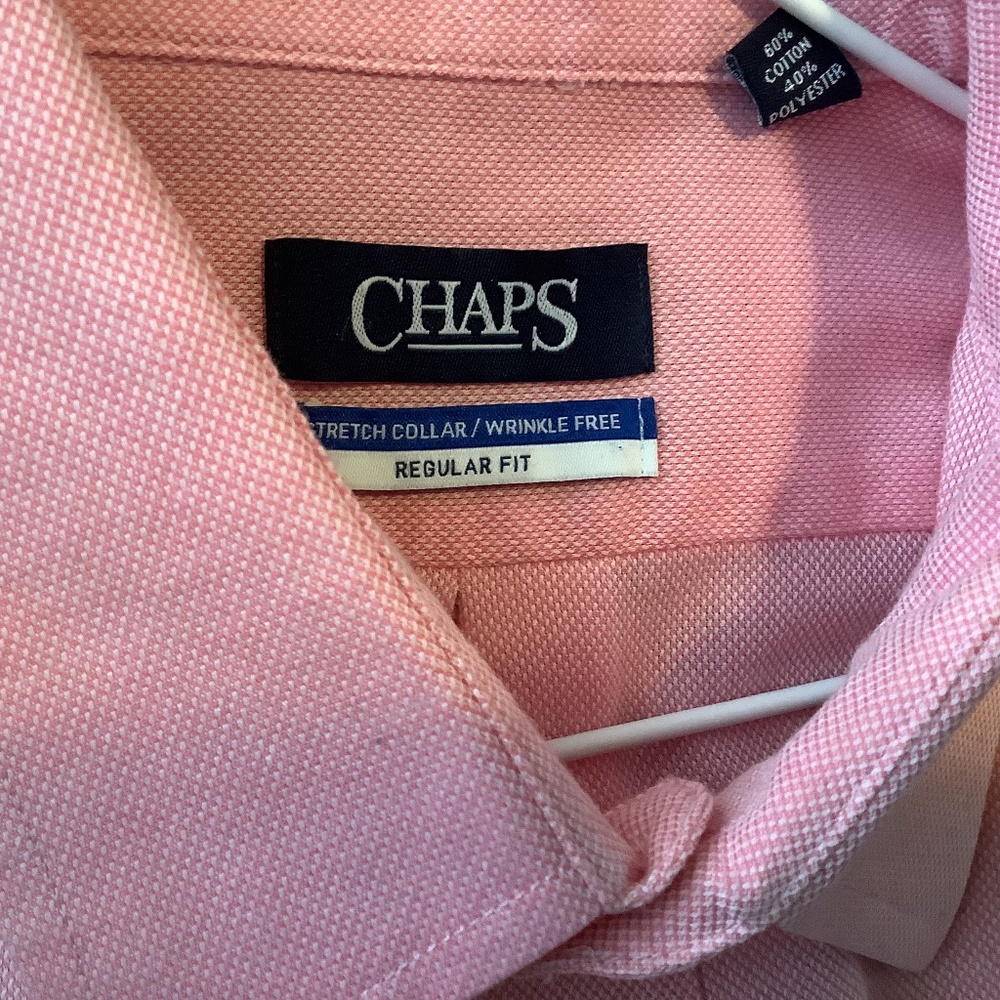 60%
COTTON
40%
POLYESTER
CHAPS
STRETCH COLLAR / WRINKLE FREE
REGULAR FIT